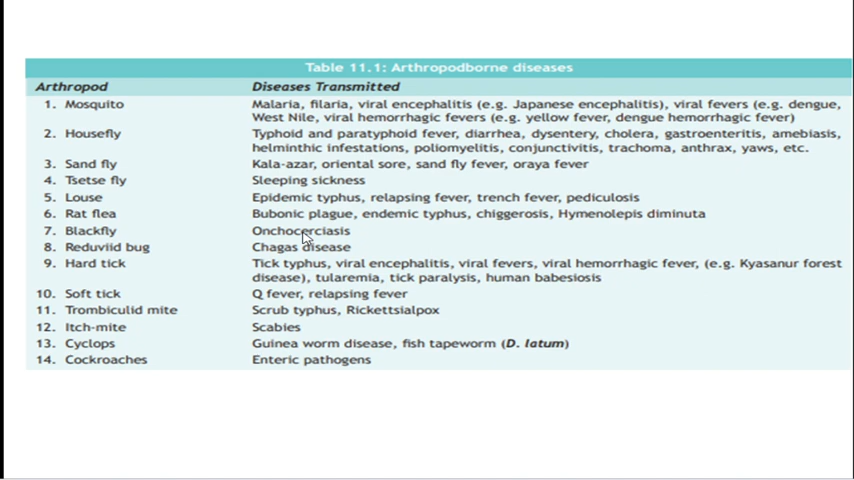 Table 11.1: Arthropodborne diseases
Arthropod Diseases Transmitted
1. Mosquito Malaria, filaria, viral encephalitis (e.g. Japanese encephalitis), viral fevers (e.g. dengue,
West Nile, viral hemorrhagic fevers (e.g. yellow fever, dengue hemorrhagic fever)
2. Housefly Typhoid and paratyphoid fever, diarrhea, dysentery, cholera, gastroenteritis, amebiasis,
helminthic infestations, poliomyelitis, conjunctivitis, trachoma, anthrax, yaws, etc.
3. Sand fly Kala-azar, oriental sore, sand fly fever, oraya fever
4. Tsetse fly Sleeping sickness
5. Louse Epidemic typhus, relapsing fever, trench fever, pediculosis
6. Rat flea Bubonic plague, endemic typhus, chiggerosis, Hymenolepis diminuta
7. Blackfly Onchocerciasis
8. Reduviid bug Chagas disease
9. Hard tick Tick typhus, viral encephalitis, viral fevers, viral hemorrhagic fever, (e.g. Kyasanur forest
disease), tularemia, tick paralysis, human babesiosis
10. Soft tick Q fever, relapsing fever
11. Trombiculid mite Scrub typhus, Rickettsialpox
12. Itch-mite Scabies
13. Cyclops Guinea worm disease, fish tapeworm (D. latum)
14. Cockroaches Enteric pathogens